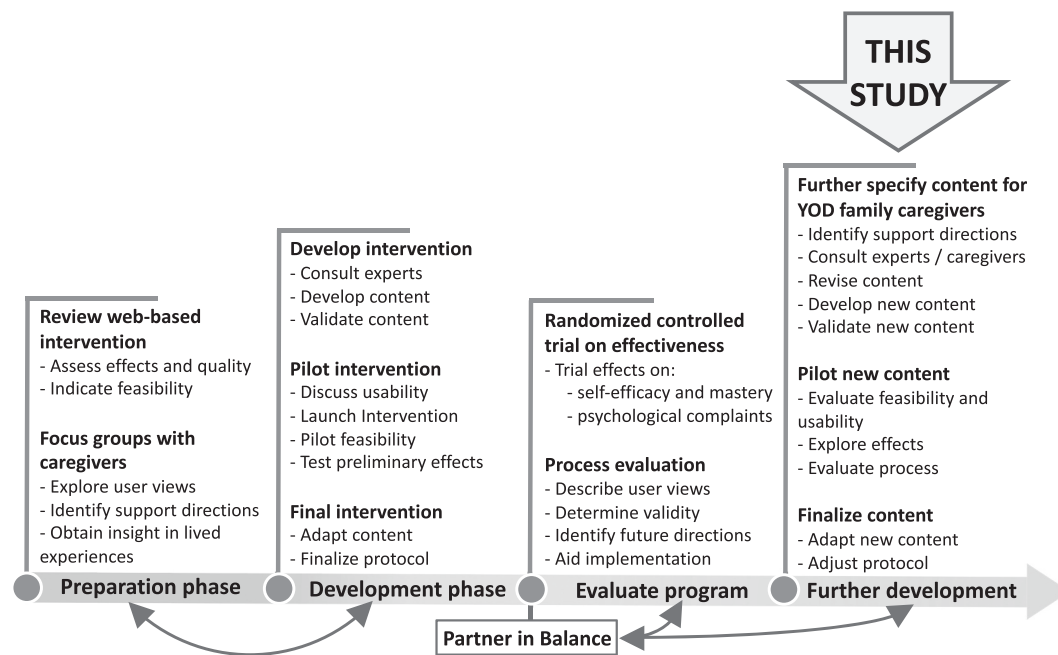 THIS
STUDY
Review web-based
intervention
- Assess effects and quality
- Indicate feasibility
Focus groups with
caregivers
- Explore user views
- Identify support directions
- Obtain insight in lived
experiences
Develop intervention
- Consult experts
- Develop content
- Validate content
Pilot intervention
- Discuss usability
- Launch Intervention
- Pilot feasibility
- Test preliminary effects
Final intervention
- Adapt content
- Finalize protocol
Randomized controlled
trial on effectiveness
- Trial effects on:
- self-efficacy and mastery
- psychological complaints
Process evaluation
- Describe user views
- Determine validity
- Identify future directions
- Aid implementation
Further specify content for
YOD family caregivers
- Identify support directions
- Consult experts / caregivers
- Revise content
- Develop new content
- Validate new content
Pilot new content
- Evaluate feasibility and
usability
- Explore effects
- Evaluate process
Finalize content
- Adapt new content
- Adjust protocol
Preparation phase
Development phase
Evaluate program
Further development
Partner in Balance